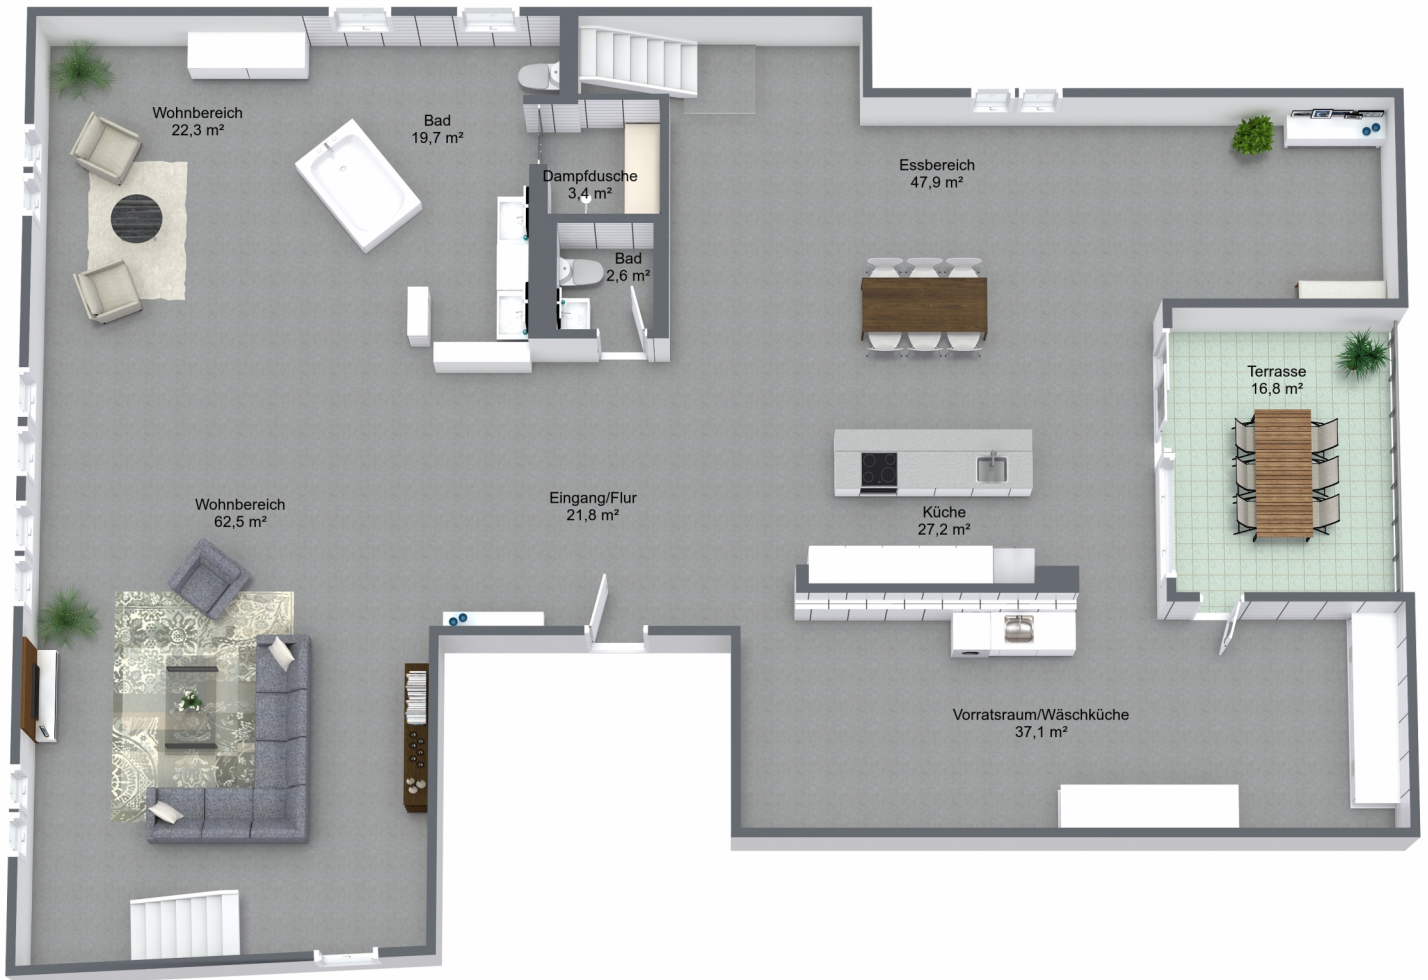 Wohnbereich
22,3 m²
Bad
19,7 m²
Dampfdusche
3,4 m²
Bad
2,6 m²
Essbereich
47,9 m²
Terrasse
16,8 m²
Wohnbereich
62,5 m²
Eingang/Flur
21,8 m²
Küche
27,2 m²
Vorratsraum/Wäschküche
37,1 m²